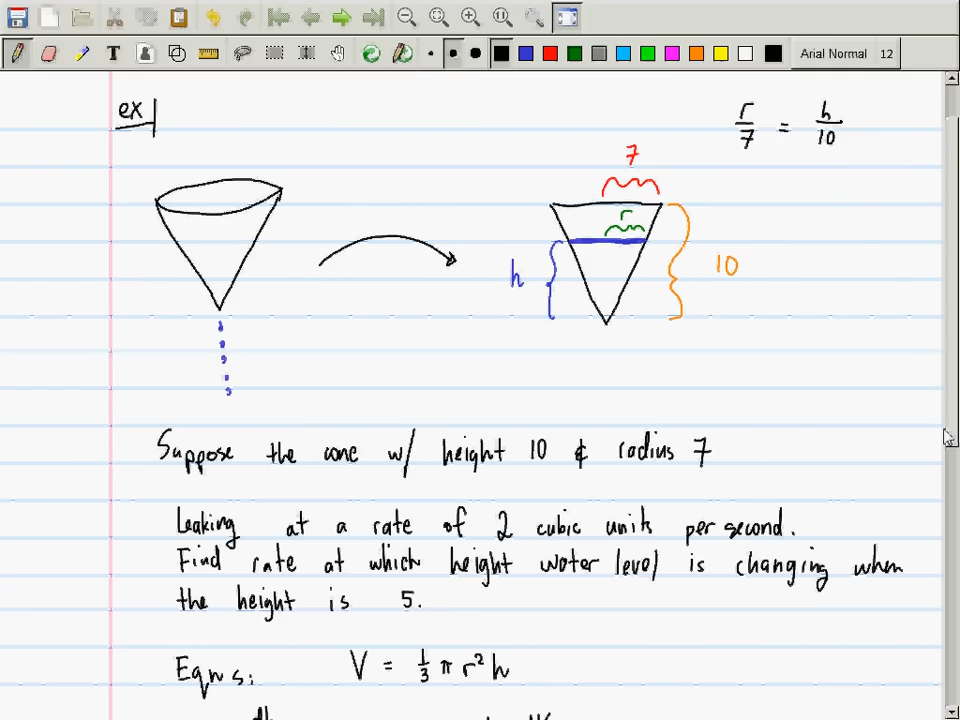 Arial Normal 12
ex
r/7 = h/10
7
r
h
10
Suppose the cone w/ height 10 & radius 7
Leaking at a rate of 2 cubic units per second.
Find rate at which height water level is changing when
the height is 5.
Eqns: V = 1/3 π r² h